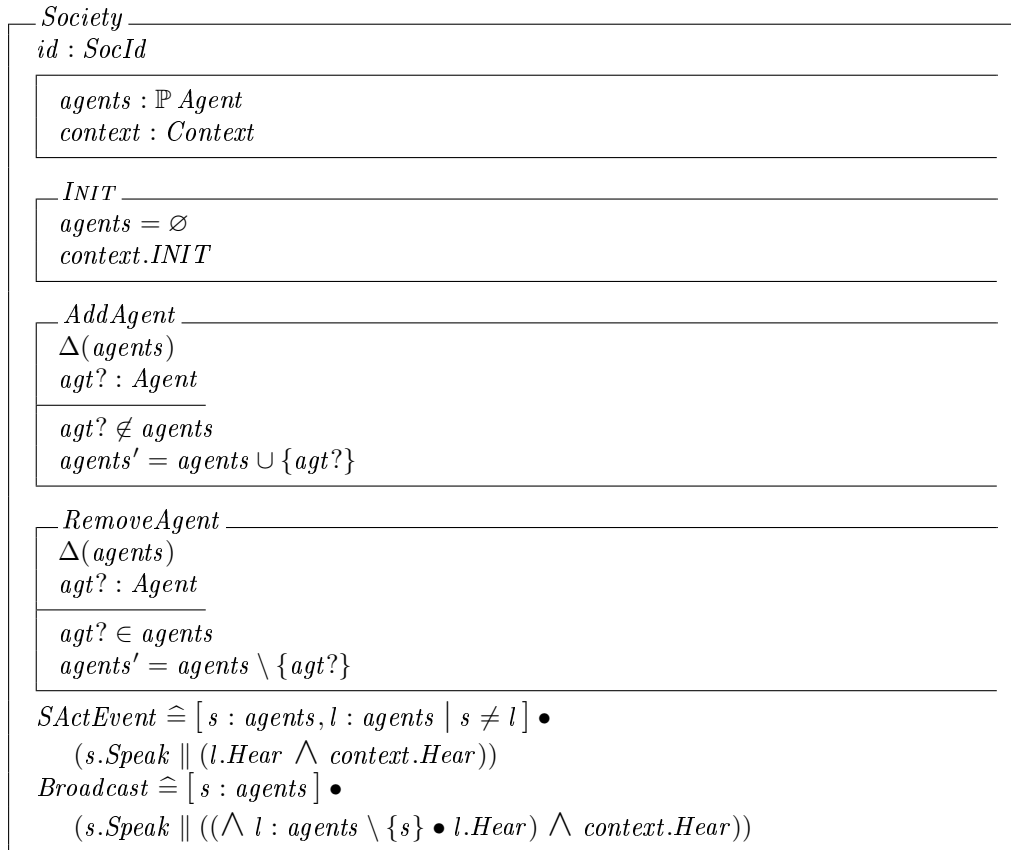 Society
id : SocId
agents : ℙ Agent
context : Context
INIT
agents = ∅
context.INIT
AddAgent
Δ(agents)
agt? : Agent
agt? ∉ agents
agents′ = agents ∪ {agt?}
RemoveAgent
Δ(agents)
agt? : Agent
agt? ∈ agents
agents′ = agents \ {agt?}
SActEvent ≙ [ s : agents, l : agents | s ≠ l ] •
(s.Speak ∥ (l.Hear ∧ context.Hear))
Broadcast ≙ [ s : agents ] •
(s.Speak ∥ ((∧ l : agents \ {s} • l.Hear) ∧ context.Hear))